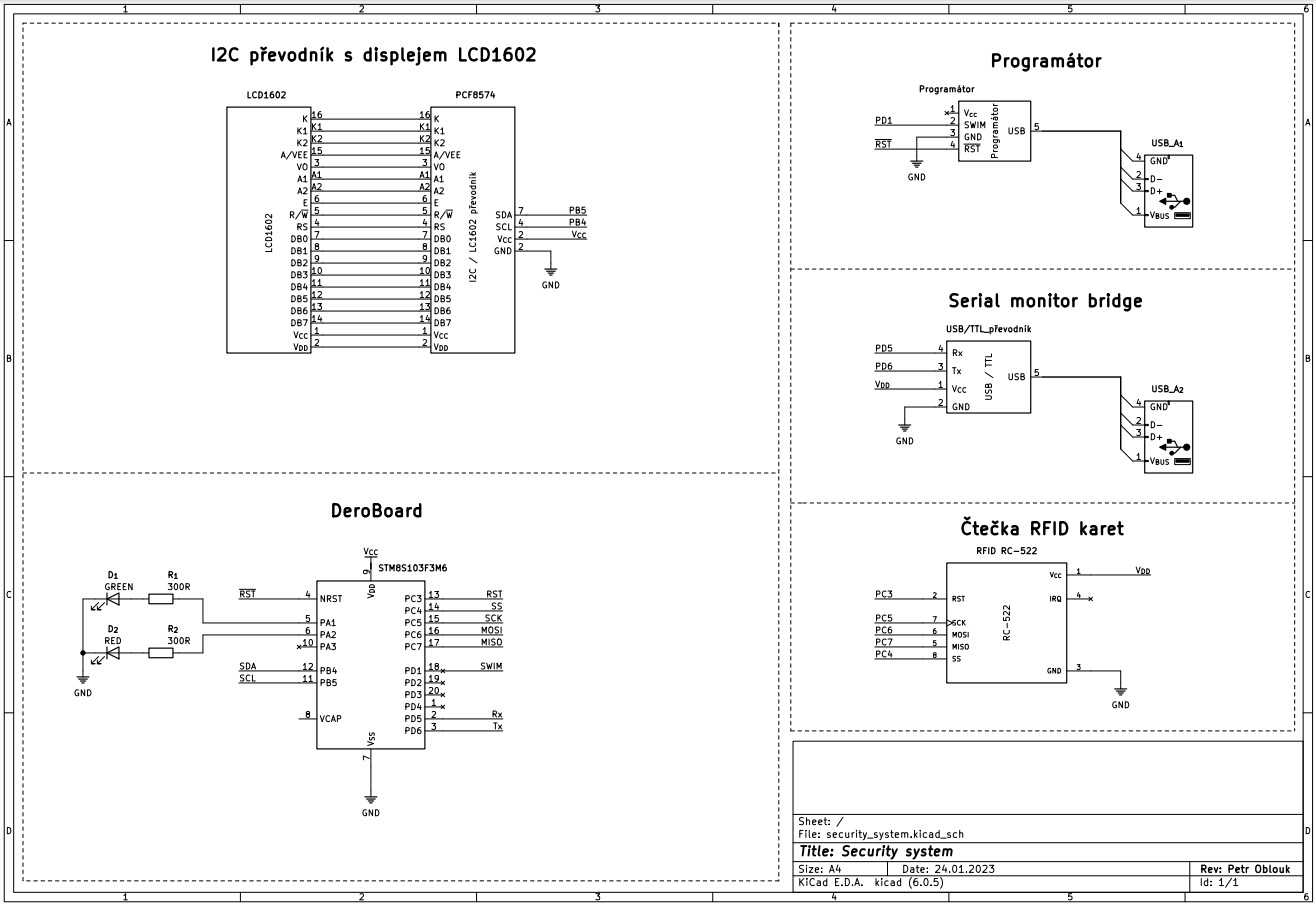 1 2 3 4 5 6
A
B
C
D
I2C převodník s displejem LCD1602
LCD1602 PCF8574
K 16 16 K
K1 K1 K1 K1
K2 K2 K2 K2
A/VEE 15 15 A/VEE
VO 3 3 VO
A1 A1 A1 A1
A2 A2 A2 A2
E 6 6 E
R/W 5 5 R/W
RS 4 4 RS
DB0 7 7 DB0
DB1 8 8 DB1
DB2 9 9 DB2
DB3 10 10 DB3
DB4 11 11 DB4
DB5 12 12 DB5
DB6 13 13 DB6
DB7 14 14 DB7
Vcc 1 1 Vcc
VDD 2 2 VDD
LCD1602
I2C / LC1602 převodník
SDA 7 PB5
SCL 4 PB4
Vcc 2 Vcc
GND 2
GND
Programátor
Programátor
1 Vcc
PD1 2 SWIM
3 GND
RST 4 RST
Programátor
USB 5
GND
USB_A1
4 GND
2 D-
3 D+
1 VBUS
Serial monitor bridge
USB/TTL_převodník
PD5 4 Rx
PD6 3 Tx
VDD 1 Vcc
2 GND
USB / TTL
USB 5
GND
USB_A2
4 GND
2 D-
3 D+
1 VBUS
DeroBoard
Vcc
9
VDD
STM8S103F3M6
D1
GREEN
R1
300R
D2
RED
R2
300R
GND
RST 4 NRST
5 PA1
6 PA2
10 PA3
SDA 12 PB4
SCL 11 PB5
8 VCAP
PC3 13 RST
PC4 14 SS
PC5 15 SCK
PC6 16 MOSI
PC7 17 MISO
PD1 18 SWIM
PD2 19
PD3 20
PD4 1
PD5 2 Rx
PD6 3 Tx
Vss
7
GND
Čtečka RFID karet
RFID RC-522
Vcc 1 VDD
PC3 2 RST
IRQ 4
PC5 7 SCK
PC6 6 MOSI
PC7 5 MISO
PC4 8 SS
RC-522
GND 3
GND
Sheet: /
File: security_system.kicad_sch
Title: Security system
Size: A4 Date: 24.01.2023 Rev: Petr Oblouk
KiCad E.D.A. kicad (6.0.5) Id: 1/1
A
B
C
D
1 2 3 4 5 6